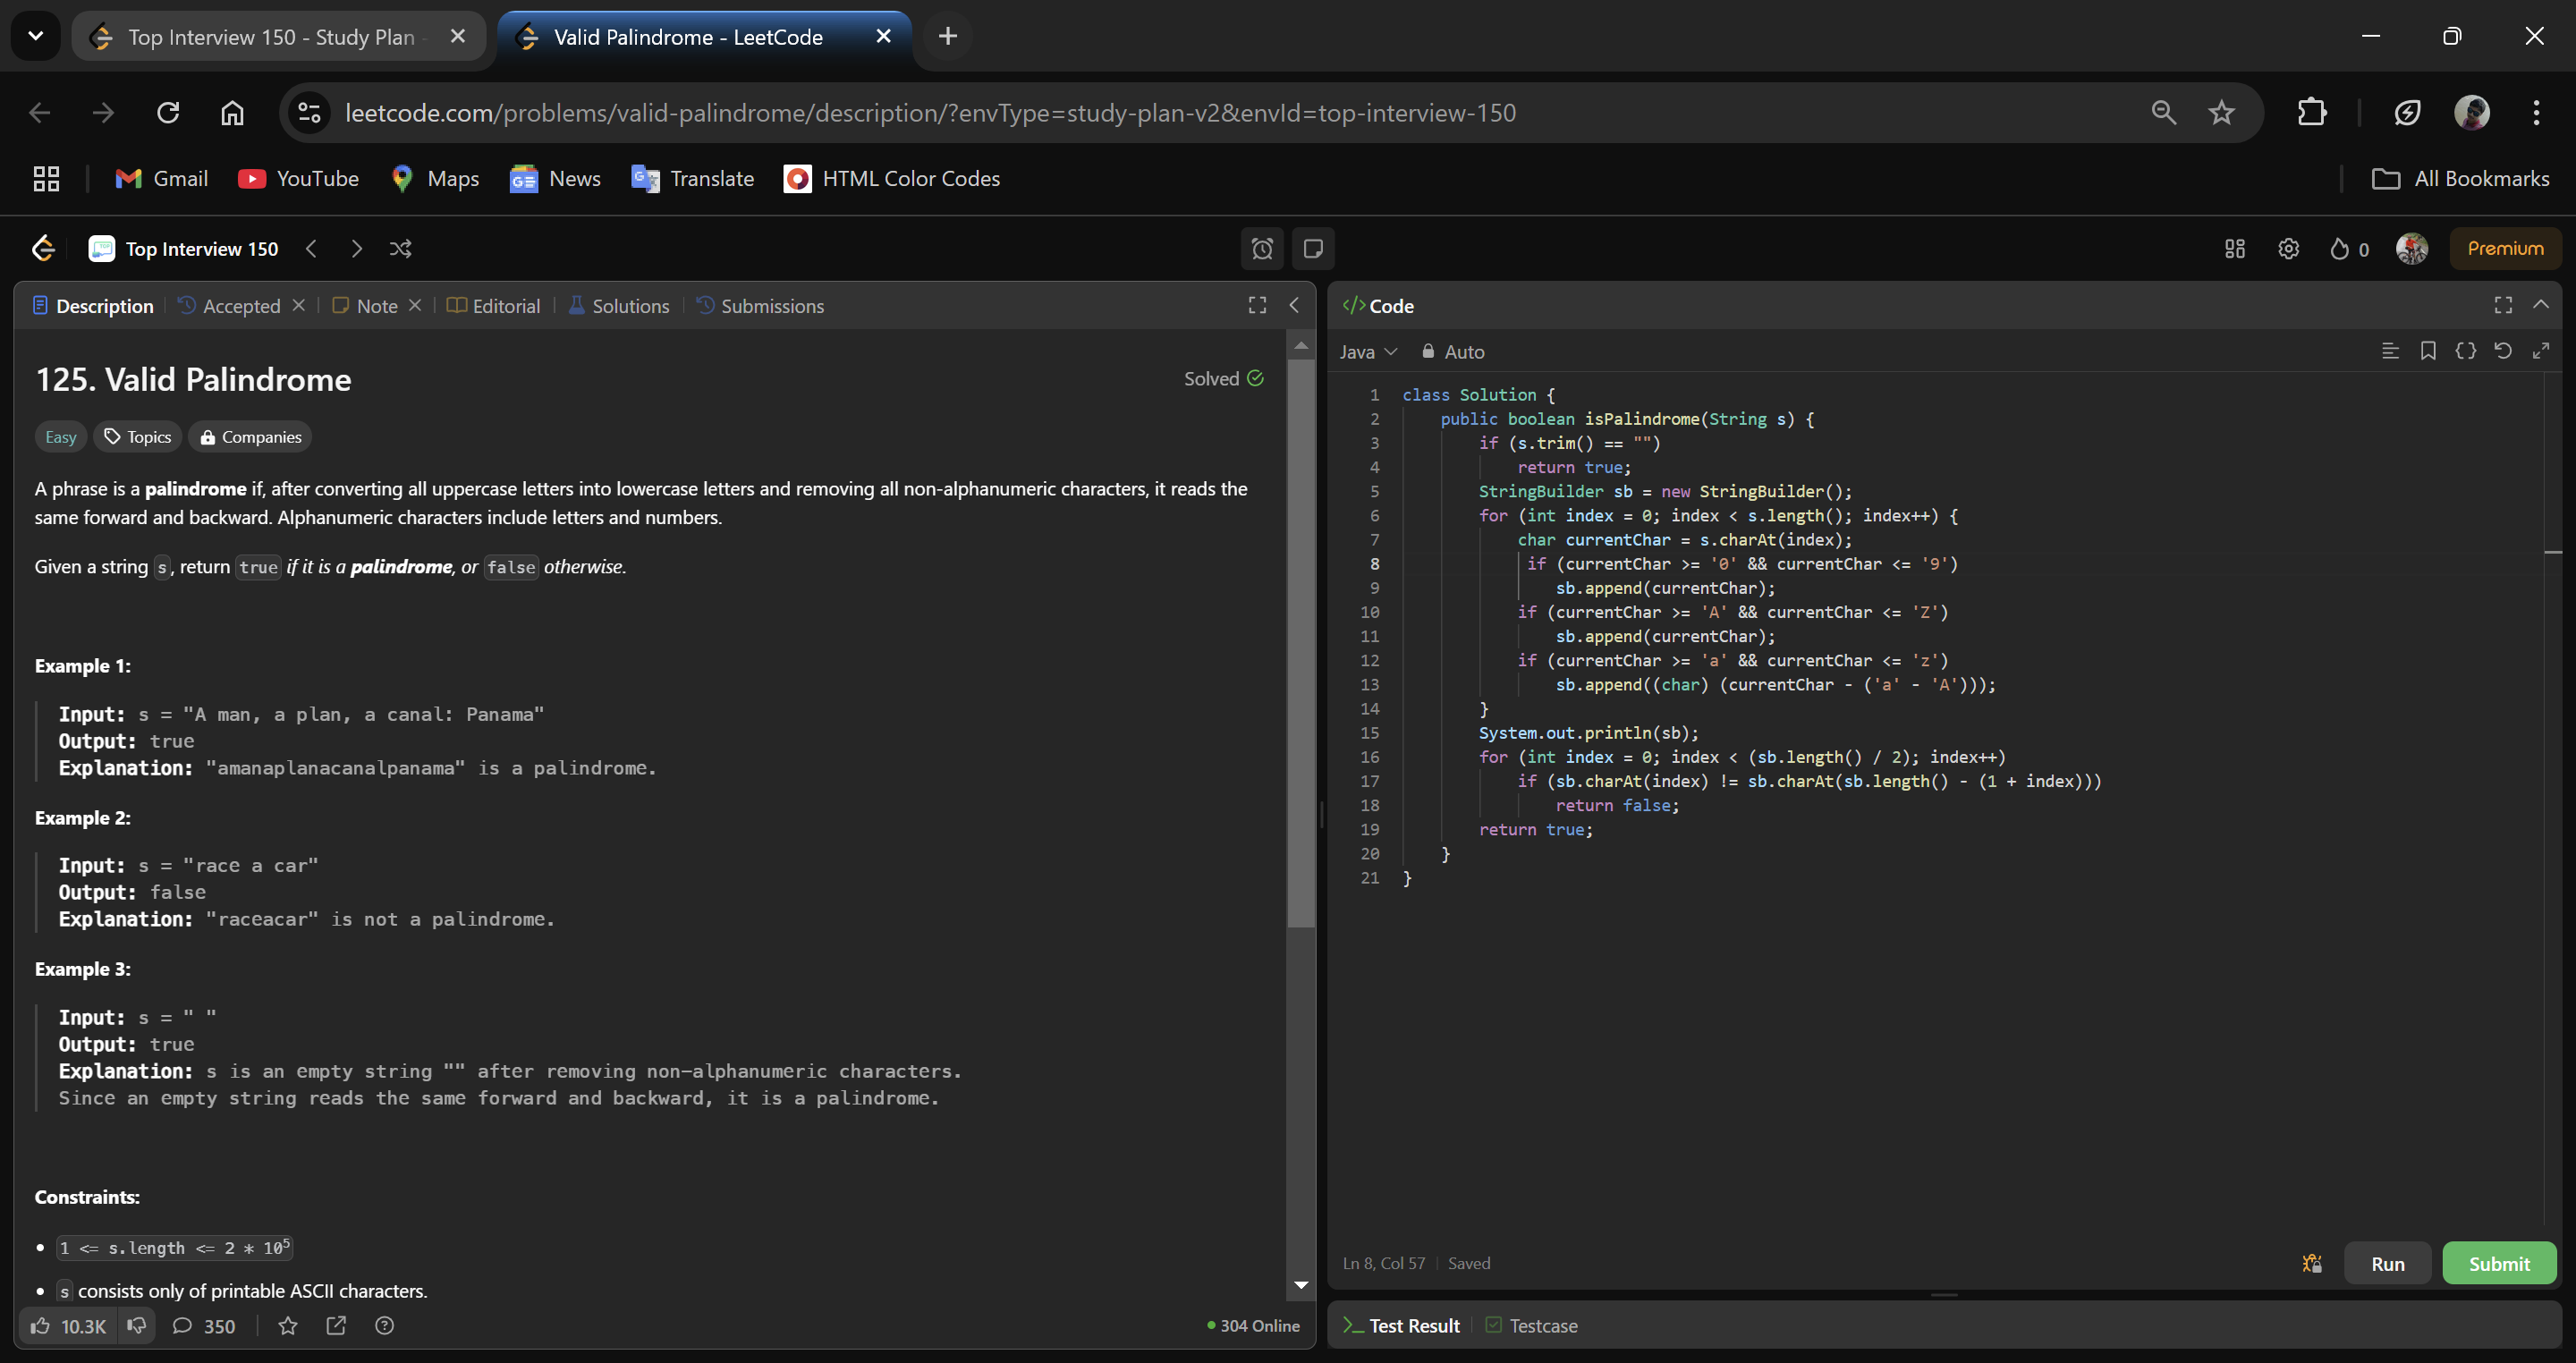 Top Interview 150 - Study Plan -
Valid Palindrome - LeetCode
leetcode.com/problems/valid-palindrome/description/?envType=study-plan-v2&envId=top-interview-150
Gmail
YouTube
Maps
News
Translate
HTML Color Codes
All Bookmarks
Top Interview 150
0
Premium
Description
Accepted
Note
Editorial
Solutions
Submissions
125. Valid Palindrome
Solved
Easy
Topics
Companies
A phrase is a palindrome if, after converting all uppercase letters into lowercase letters and removing all non-alphanumeric characters, it reads the
same forward and backward. Alphanumeric characters include letters and numbers.
Given a string s, return true if it is a palindrome, or false otherwise.
Example 1:
Input: s = "A man, a plan, a canal: Panama"
Output: true
Explanation: "amanaplanacanalpanama" is a palindrome.
Example 2:
Input: s = "race a car"
Output: false
Explanation: "raceacar" is not a palindrome.
Example 3:
Input: s = " "
Output: true
Explanation: s is an empty string "" after removing non-alphanumeric characters.
Since an empty string reads the same forward and backward, it is a palindrome.
Constraints:
• 1 <= s.length <= 2 * 10⁵
• s consists only of printable ASCII characters.
10.3K
350
304 Online
</> Code
Java
Auto
1 class Solution {
2 public boolean isPalindrome(String s) {
3 if (s.trim() == "")
4 return true;
5 StringBuilder sb = new StringBuilder();
6 for (int index = 0; index < s.length(); index++) {
7 char currentChar = s.charAt(index);
8 if (currentChar >= '0' && currentChar <= '9')
9 sb.append(currentChar);
10 if (currentChar >= 'A' && currentChar <= 'Z')
11 sb.append(currentChar);
12 if (currentChar >= 'a' && currentChar <= 'z')
13 sb.append((char) (currentChar - ('a' - 'A')));
14 }
15 System.out.println(sb);
16 for (int index = 0; index < (sb.length() / 2); index++)
17 if (sb.charAt(index) != sb.charAt(sb.length() - (1 + index)))
18 return false;
19 return true;
20 }
21 }
Ln 8, Col 57
Saved
Run
Submit
Test Result
Testcase